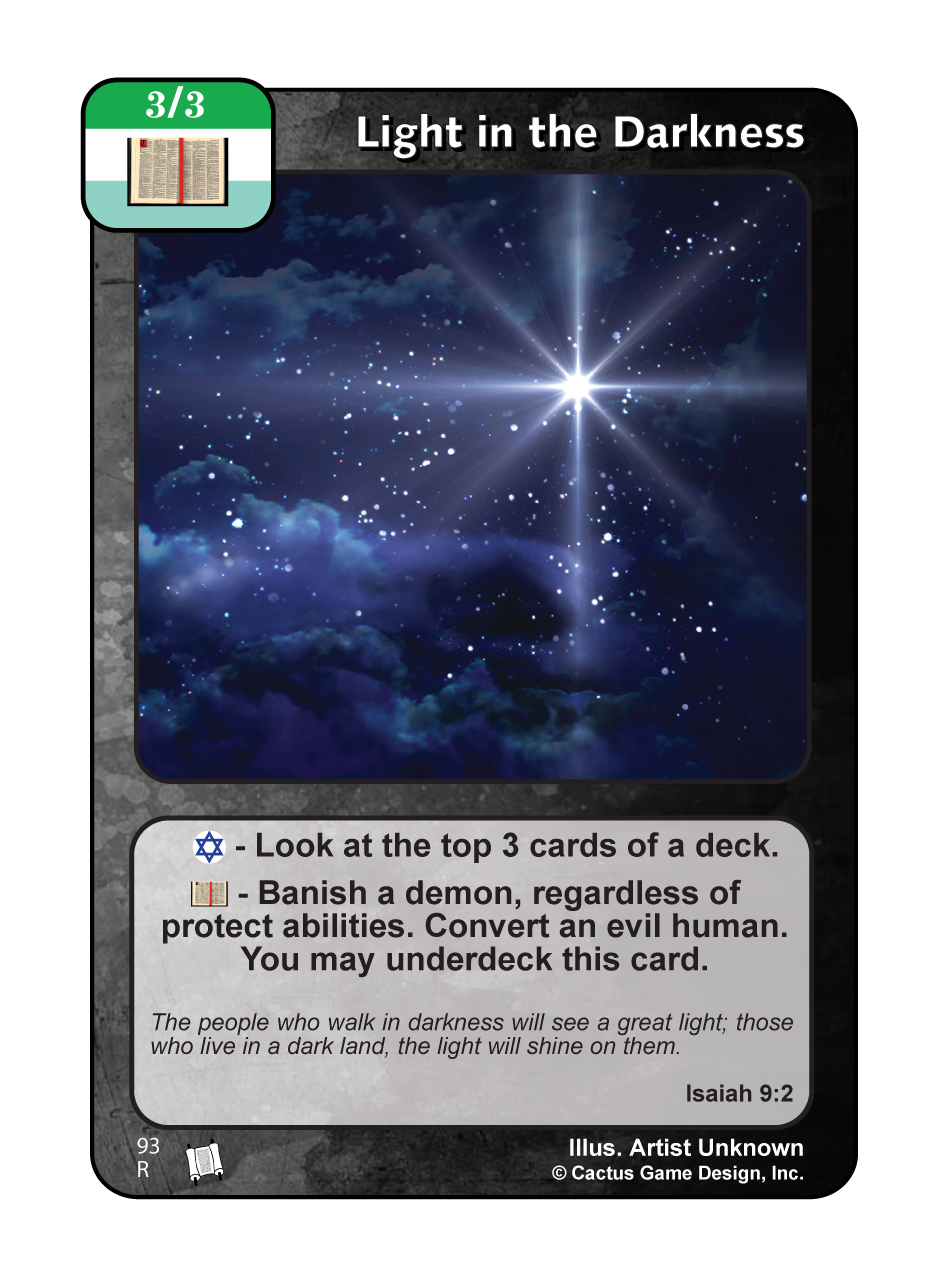 3/3
Light in the Darkness
- Look at the top 3 cards of a deck.
- Banish a demon, regardless of
protect abilities. Convert an evil human.
You may underdeck this card.
The people who walk in darkness will see a great light; those
who live in a dark land, the light will shine on them.
Isaiah 9:2
93
R
Illus. Artist Unknown
© Cactus Game Design, Inc.